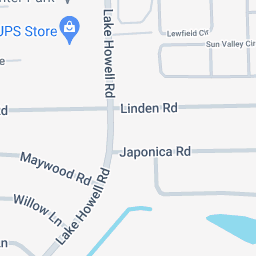 UPS Store
Lake Howell Rd
Lewfield Cir
Sun Valley Cir
Linden Rd
Japonica Rd
Maywood Rd
Willow Ln
Lake Howell Rd